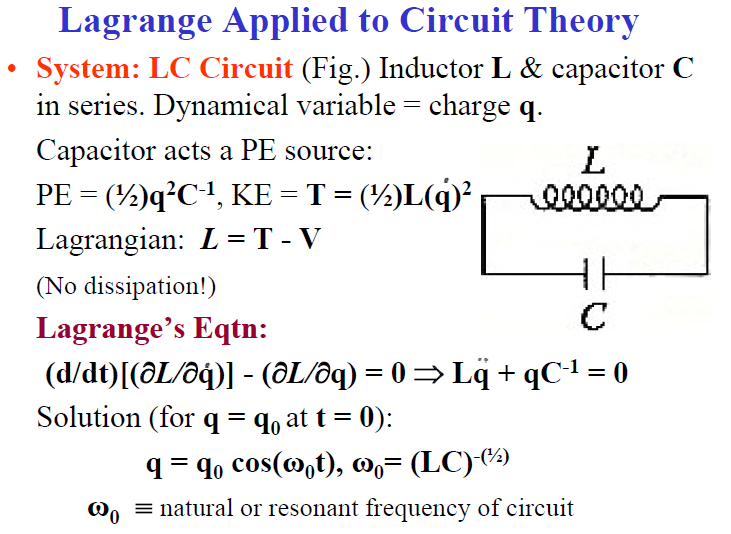 Lagrange Applied to Circuit Theory
• System: LC Circuit (Fig.) Inductor L & capacitor C
in series. Dynamical variable = charge q.
Capacitor acts a PE source:
PE = (½)q²C⁻¹, KE = T = (½)L(q̇)²
Lagrangian: L = T - V
(No dissipation!)
Lagrange’s Eqtn:
(d/dt)[(∂L/∂q̇)] - (∂L/∂q) = 0 ⇒ Lq̈ + qC⁻¹ = 0
Solution (for q = q₀ at t = 0):
q = q₀ cos(ω₀t), ω₀= (LC)⁻⁽½⁾
ω₀ ≡ natural or resonant frequency of circuit
L
C